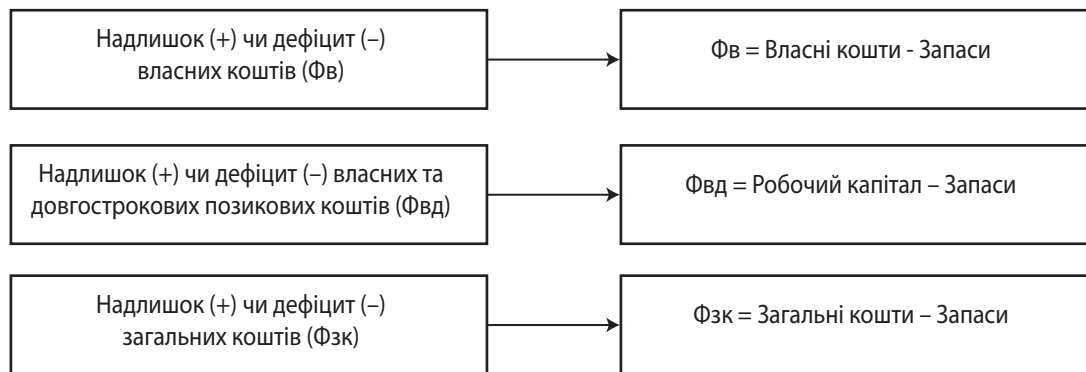 Надлишок (+) чи дефіцит (–)
власних коштів (Фв)
Фв = Власні кошти - Запаси
Надлишок (+) чи дефіцит (–) власних та
довгострокових позикових коштів (Фвд)
Фвд = Робочий капітал – Запаси
Надлишок (+) чи дефіцит (–)
загальних коштів (Фзк)
Фзк = Загальні кошти – Запаси